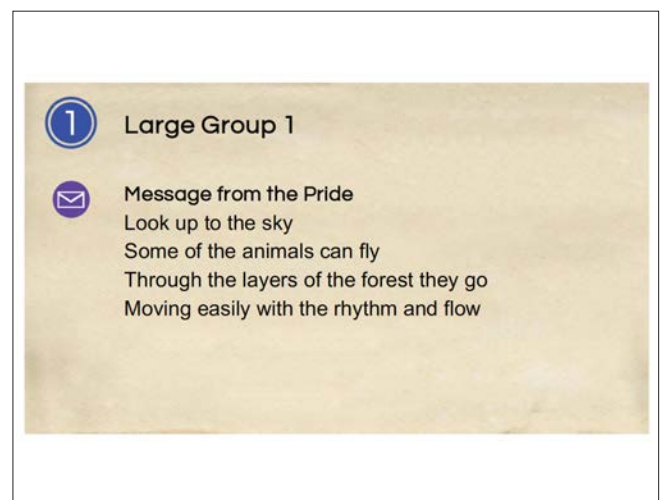 1
Large Group 1
Message from the Pride
Look up to the sky
Some of the animals can fly
Through the layers of the forest they go
Moving easily with the rhythm and flow